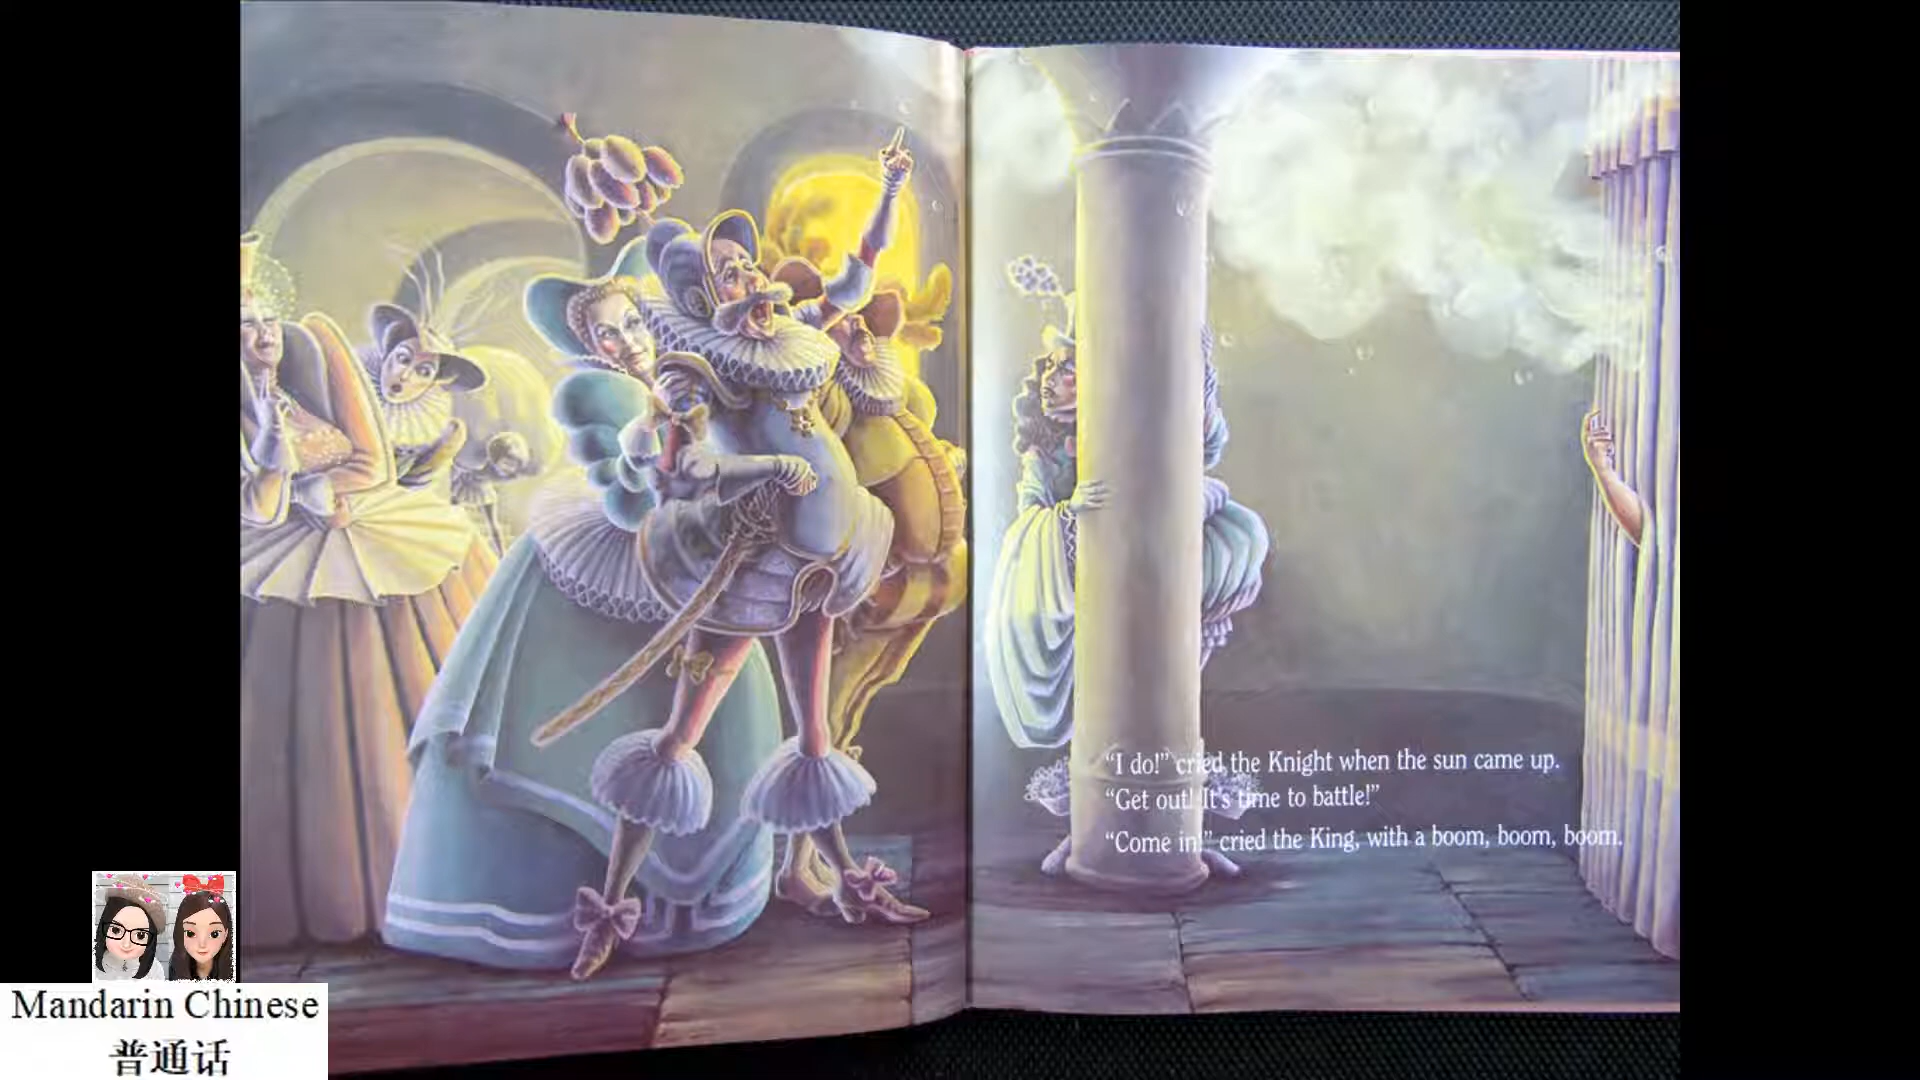 “I do!” cried the Knight when the sun came up.
“Get out! It’s time to battle!”
“Come in!” cried the King, with a boom, boom, boom.
Mandarin Chinese
普通话